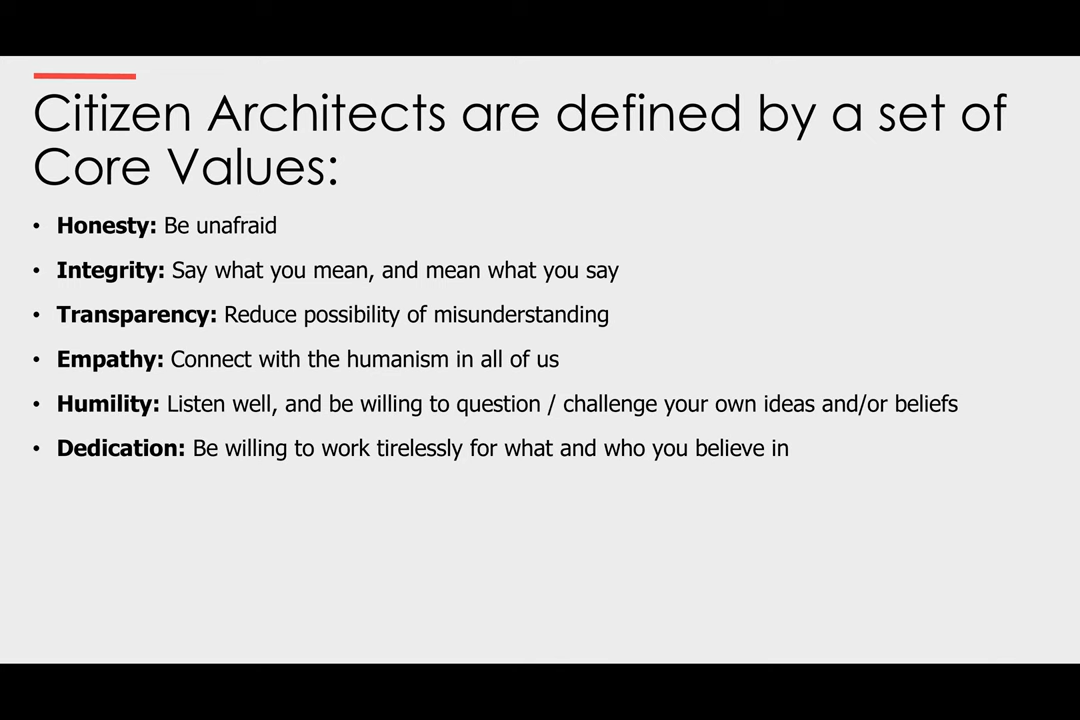 Citizen Architects are defined by a set of
Core Values:
• Honesty: Be unafraid
• Integrity: Say what you mean, and mean what you say
• Transparency: Reduce possibility of misunderstanding
• Empathy: Connect with the humanism in all of us
• Humility: Listen well, and be willing to question / challenge your own ideas and/or beliefs
• Dedication: Be willing to work tirelessly for what and who you believe in